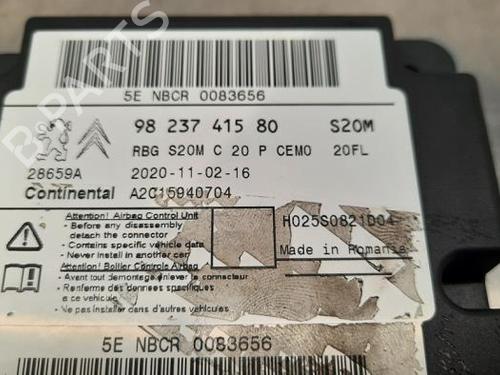 5E NBCR 0083656
98 237 415 80 S20M
RBG S20M C 20 P CEMO 20FL
28659A 2020-11-02-16
Continental A2C15940704
Attention! Airbag Control Unit
- Before any disassembly
detach the connector
- Contains specific vehicle data
- Never install in another car
H025S0821D04
Made in Romania
Attention! Boîtier Contrôle Airbag
- Avant tout démontage enlever le connecteur
- Renferme des données spécifiques
a ce vehicule
- Ne pas installer dans d'autres véhicules
5E NBCR 0083656
B-PARTS